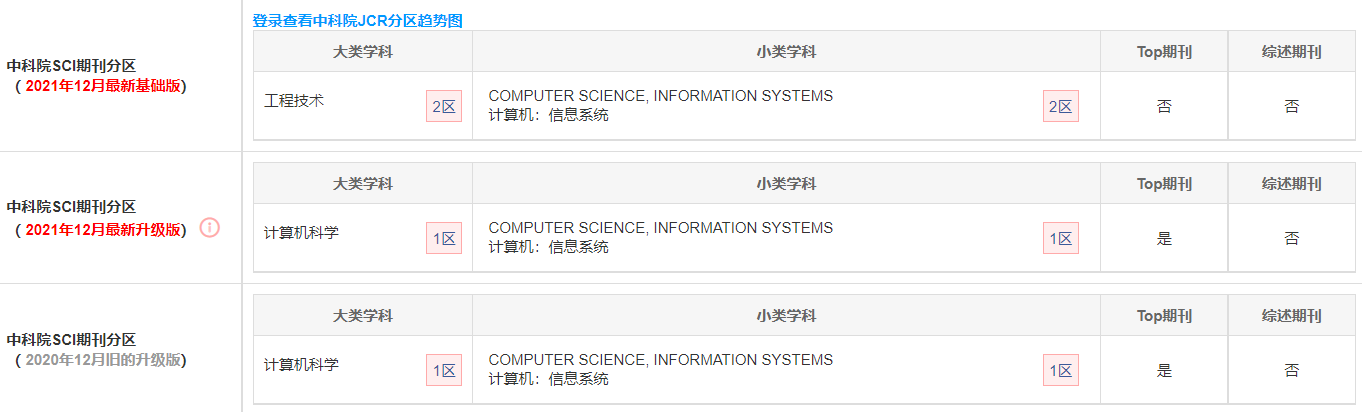 登录查看中科院JCR分区趋势图
中科院SCI期刊分区
（2021年12月最新基础版)
大类学科 小类学科 Top期刊 综述期刊
工程技术 2区 COMPUTER SCIENCE, INFORMATION SYSTEMS 2区 否 否
计算机：信息系统
中科院SCI期刊分区
（2021年12月最新升级版)
大类学科 小类学科 Top期刊 综述期刊
计算机科学 1区 COMPUTER SCIENCE, INFORMATION SYSTEMS 1区 是 否
计算机：信息系统
中科院SCI期刊分区
（2020年12月旧的升级版)
大类学科 小类学科 Top期刊 综述期刊
计算机科学 1区 COMPUTER SCIENCE, INFORMATION SYSTEMS 1区 是 否
计算机：信息系统